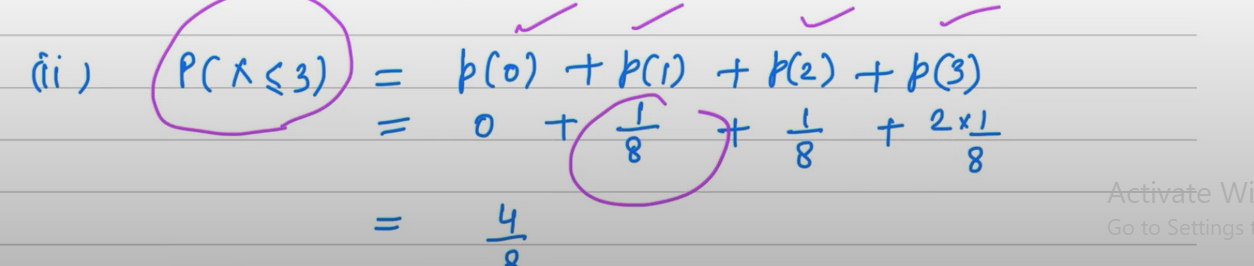 (ii) P(X ≤ 3) = p(0) + p(1) + p(2) + p(3)
= 0 + 1/8 + 1/8 + 2×1/8
= 4/8
Activate Wi
Go to Settings t